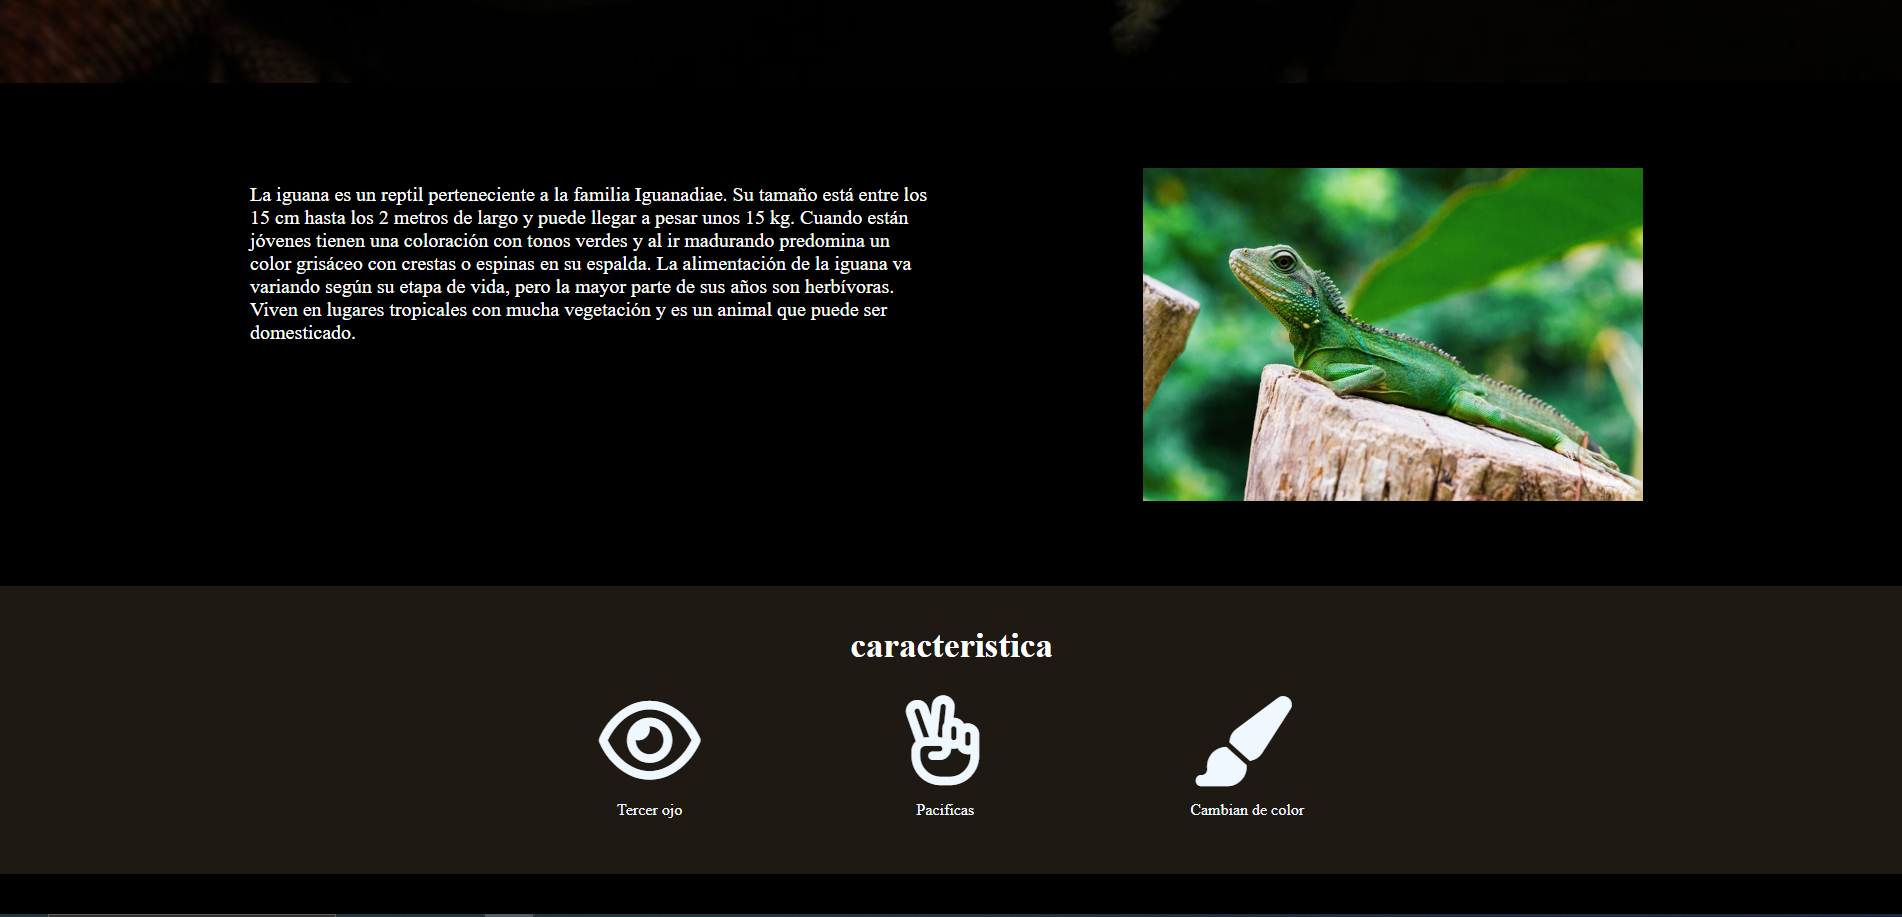 La iguana es un reptil perteneciente a la familia Iguanadiae. Su tamaño está entre los
15 cm hasta los 2 metros de largo y puede llegar a pesar unos 15 kg. Cuando están
jóvenes tienen una coloración con tonos verdes y al ir madurando predomina un
color grisáceo con crestas o espinas en su espalda. La alimentación de la iguana va
variando según su etapa de vida, pero la mayor parte de sus años son herbívoras.
Viven en lugares tropicales con mucha vegetación y es un animal que puede ser
domesticado.
caracteristica
Tercer ojo
Pacificas
Cambian de color